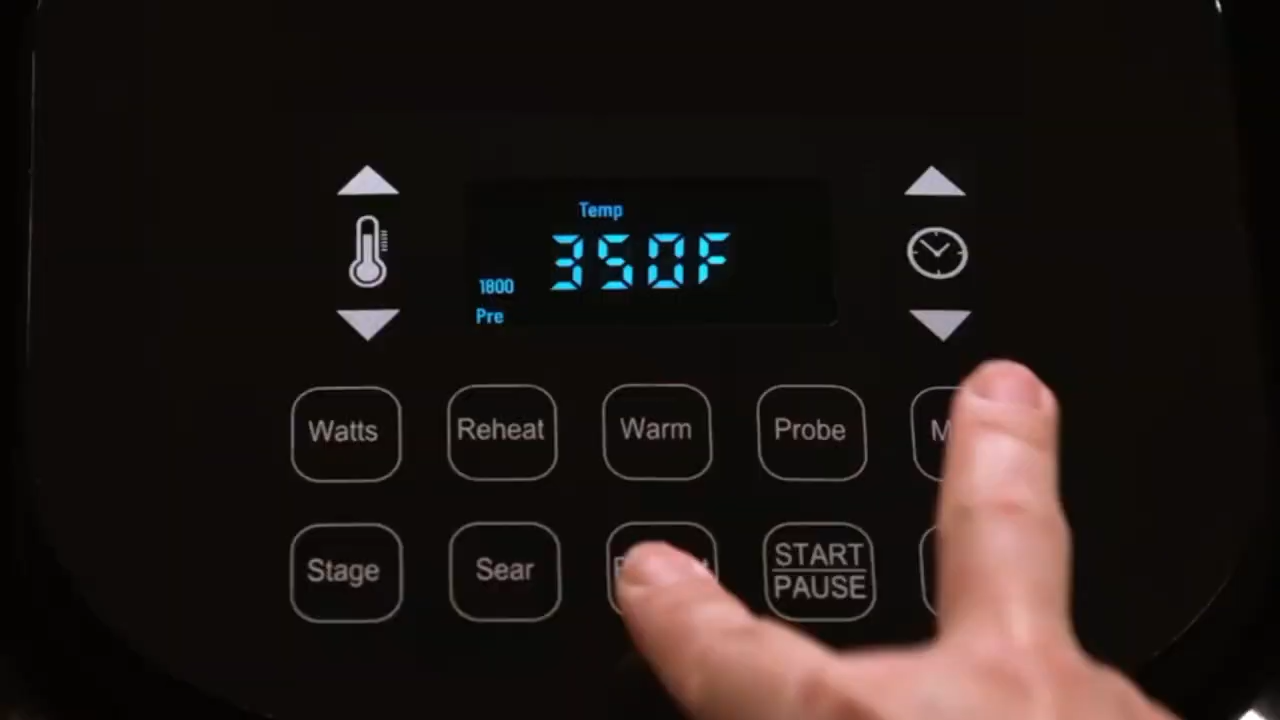 Temp
350F
1800
Pre
Watts
Reheat
Warm
Probe
Stage
Sear
START
PAUSE